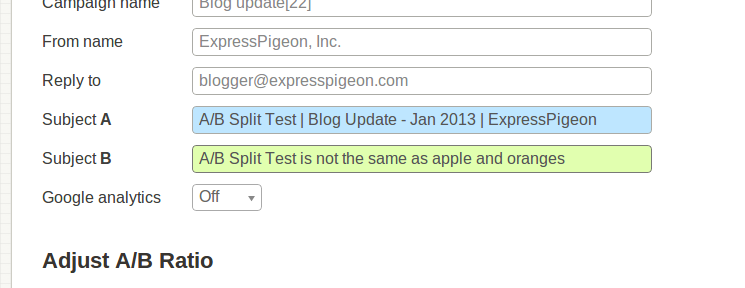 Campaign name Blog update[22]
From name ExpressPigeon, Inc.
Reply to blogger@expresspigeon.com
Subject A A/B Split Test | Blog Update - Jan 2013 | ExpressPigeon
Subject B A/B Split Test is not the same as apple and oranges
Google analytics Off
Adjust A/B Ratio